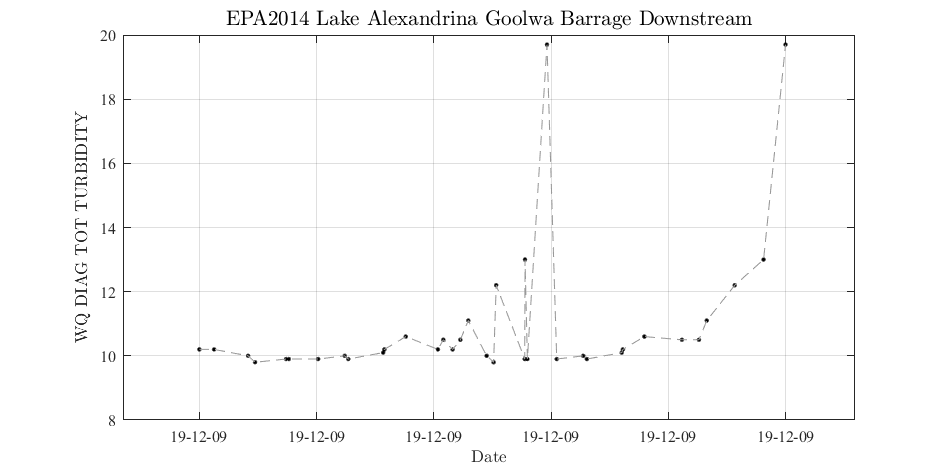 EPA2014 Lake Alexandrina Goolwa Barrage Downstream
20
18
16
14
12
10
8
WQ DIAG TOT TURBIDITY
19-12-09 19-12-09 19-12-09 19-12-09 19-12-09 19-12-09
Date